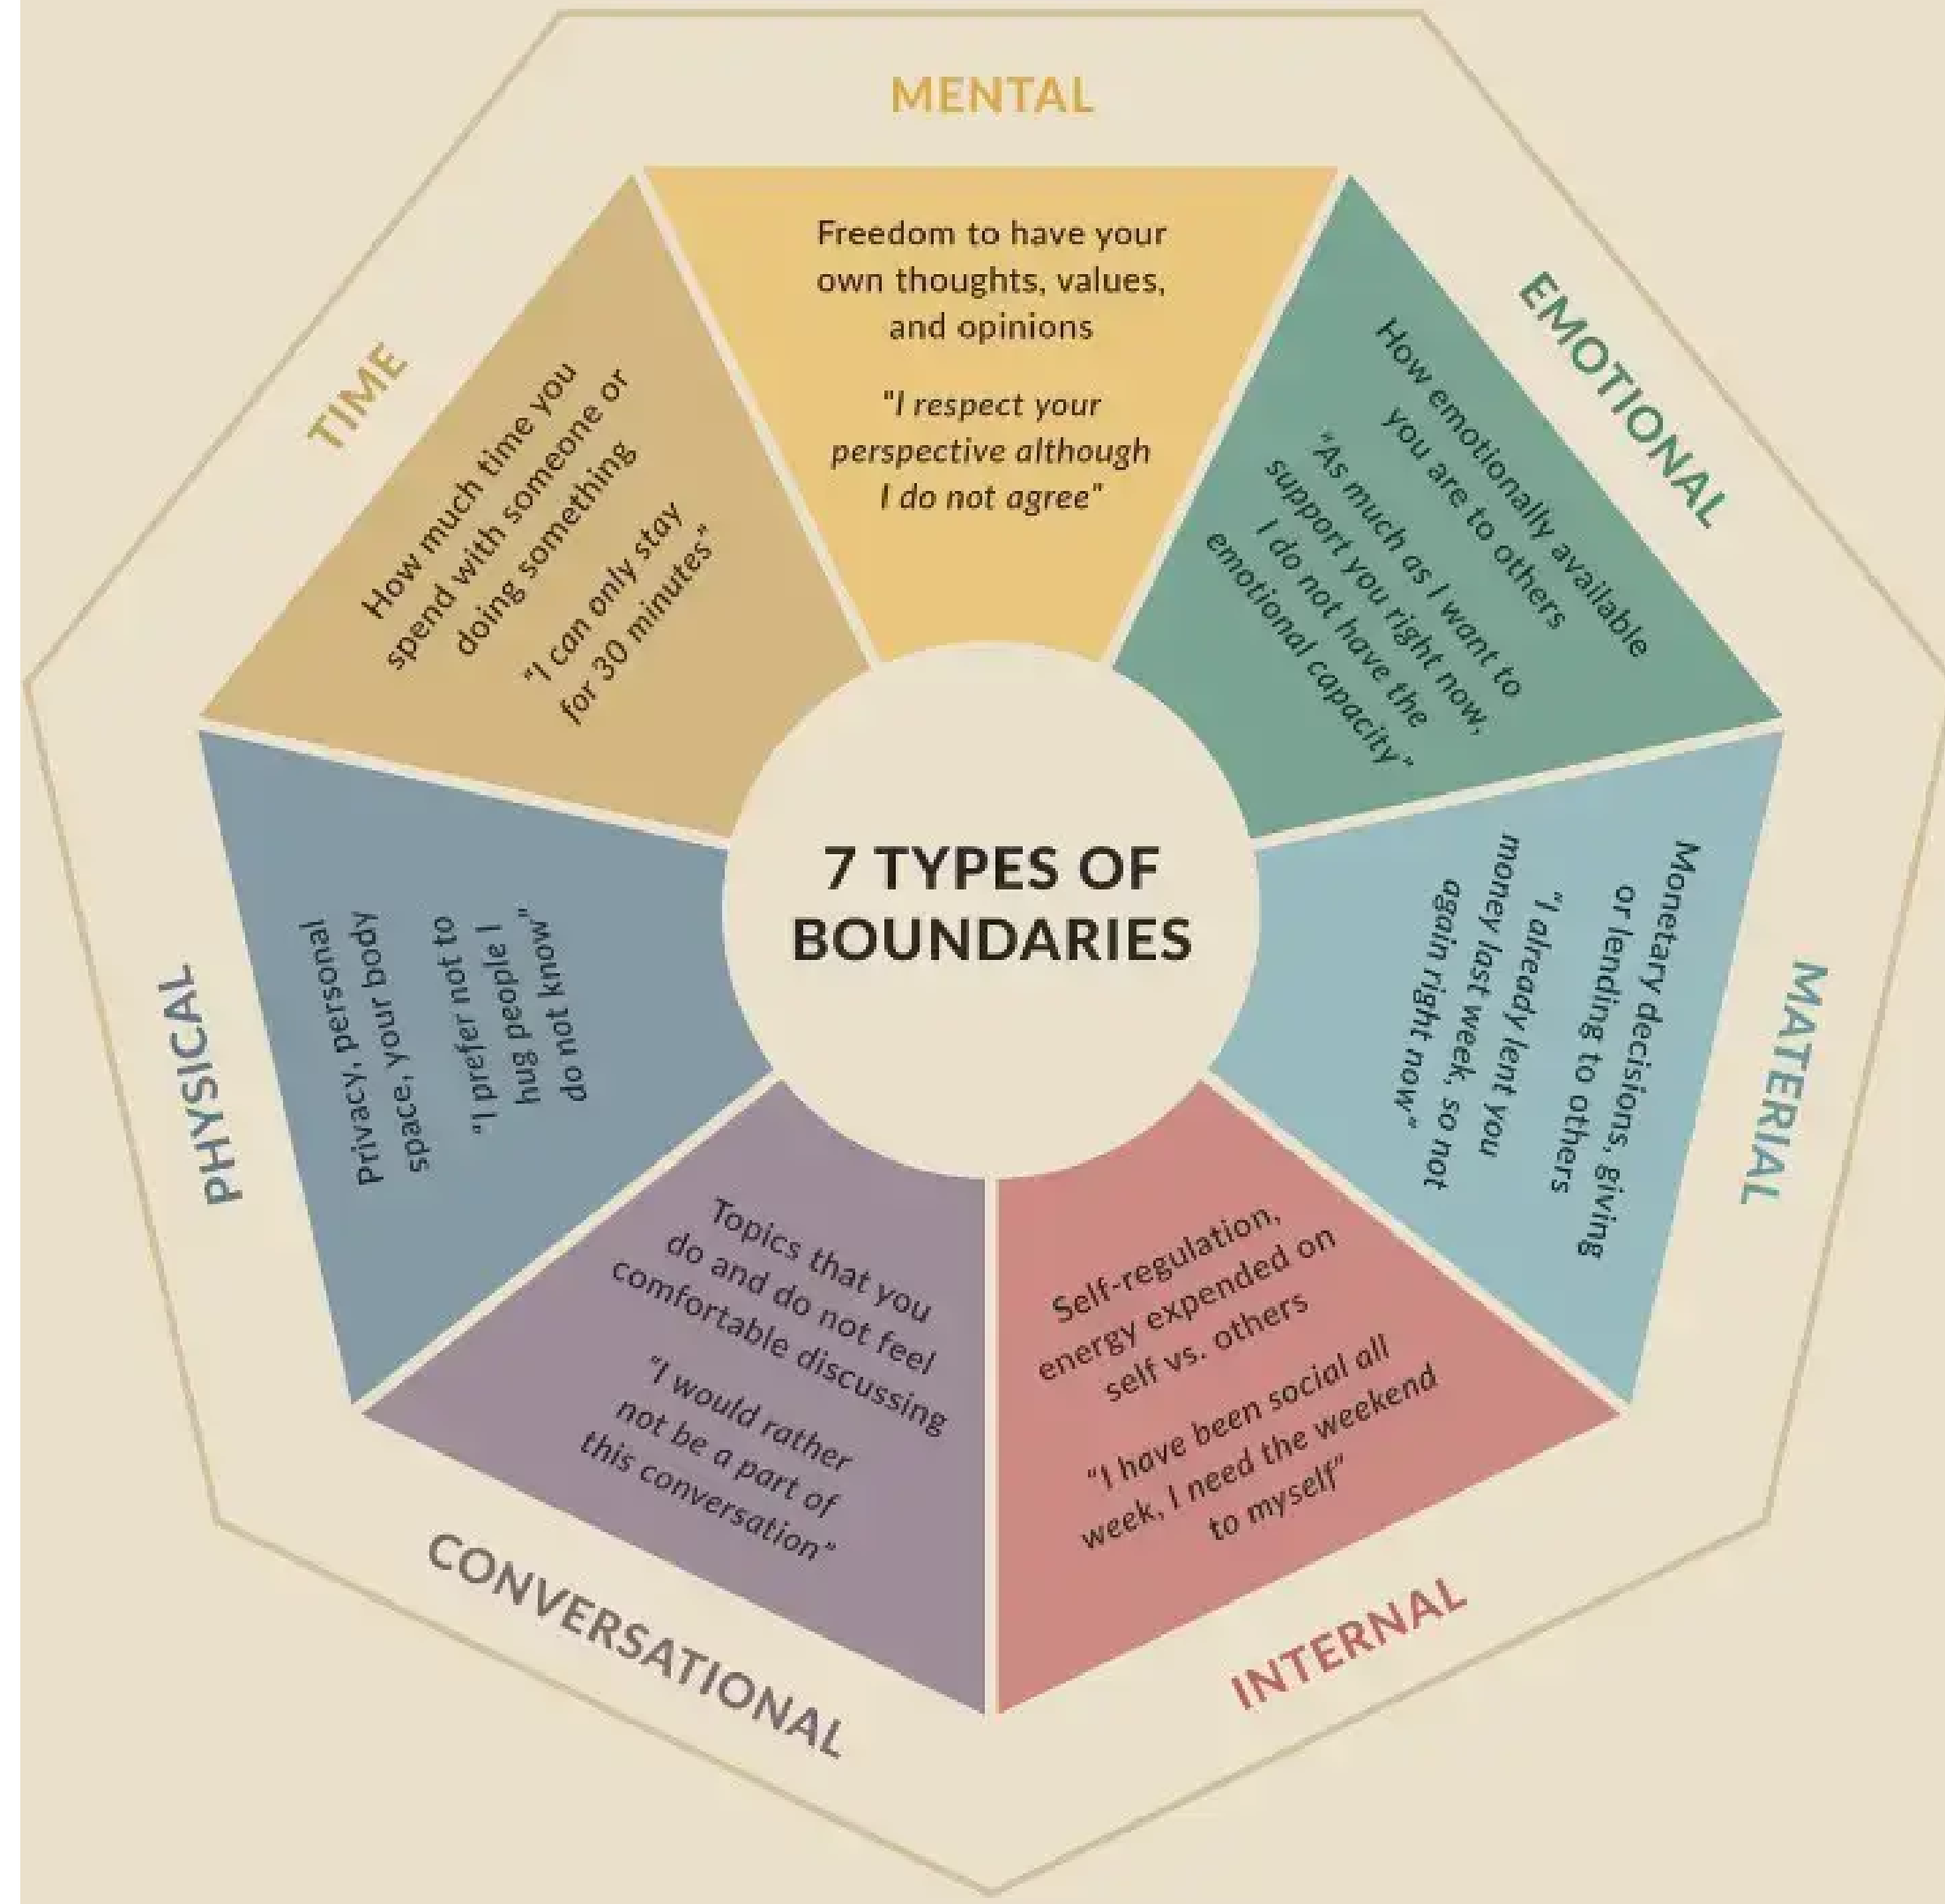 7 TYPES OF
BOUNDARIES
MENTAL
Freedom to have your
own thoughts, values,
and opinions
"I respect your
perspective although
I do not agree"
EMOTIONAL
How emotionally available
you are to others
"As much as I want to
support you right now,
I do not have the
emotional capacity"
MATERIAL
Monetary decisions, giving
or lending to others
"I already lent you
money last week, so not
again right now"
INTERNAL
Self-regulation,
energy expended on
self vs. others
"I have been social all
week, I need the weekend
to myself"
CONVERSATIONAL
Topics that you
do and do not feel
comfortable discussing
"I would rather
not be a part of
this conversation"
PHYSICAL
Privacy, personal
space, your body
"I prefer not to
hug people I
do not know"
TIME
How much time you
spend with someone or
doing something
"I can only stay
for 30 minutes"